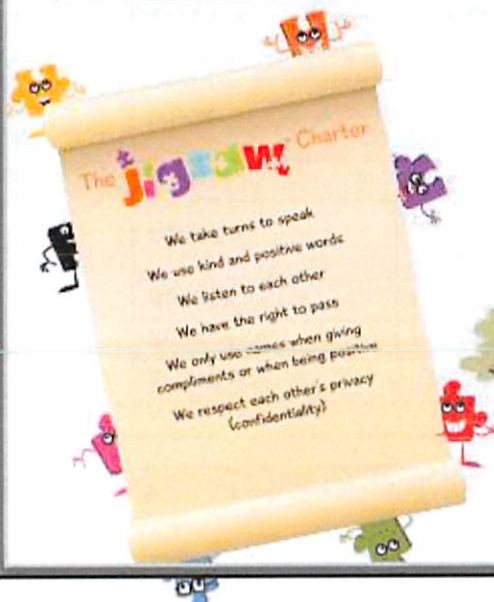 The Jigsaw Charter
We take turns to speak
We use kind and positive words
We listen to each other
We have the right to pass
We only use names when giving
compliments or when being positive
We respect each other's privacy
(confidentiality)